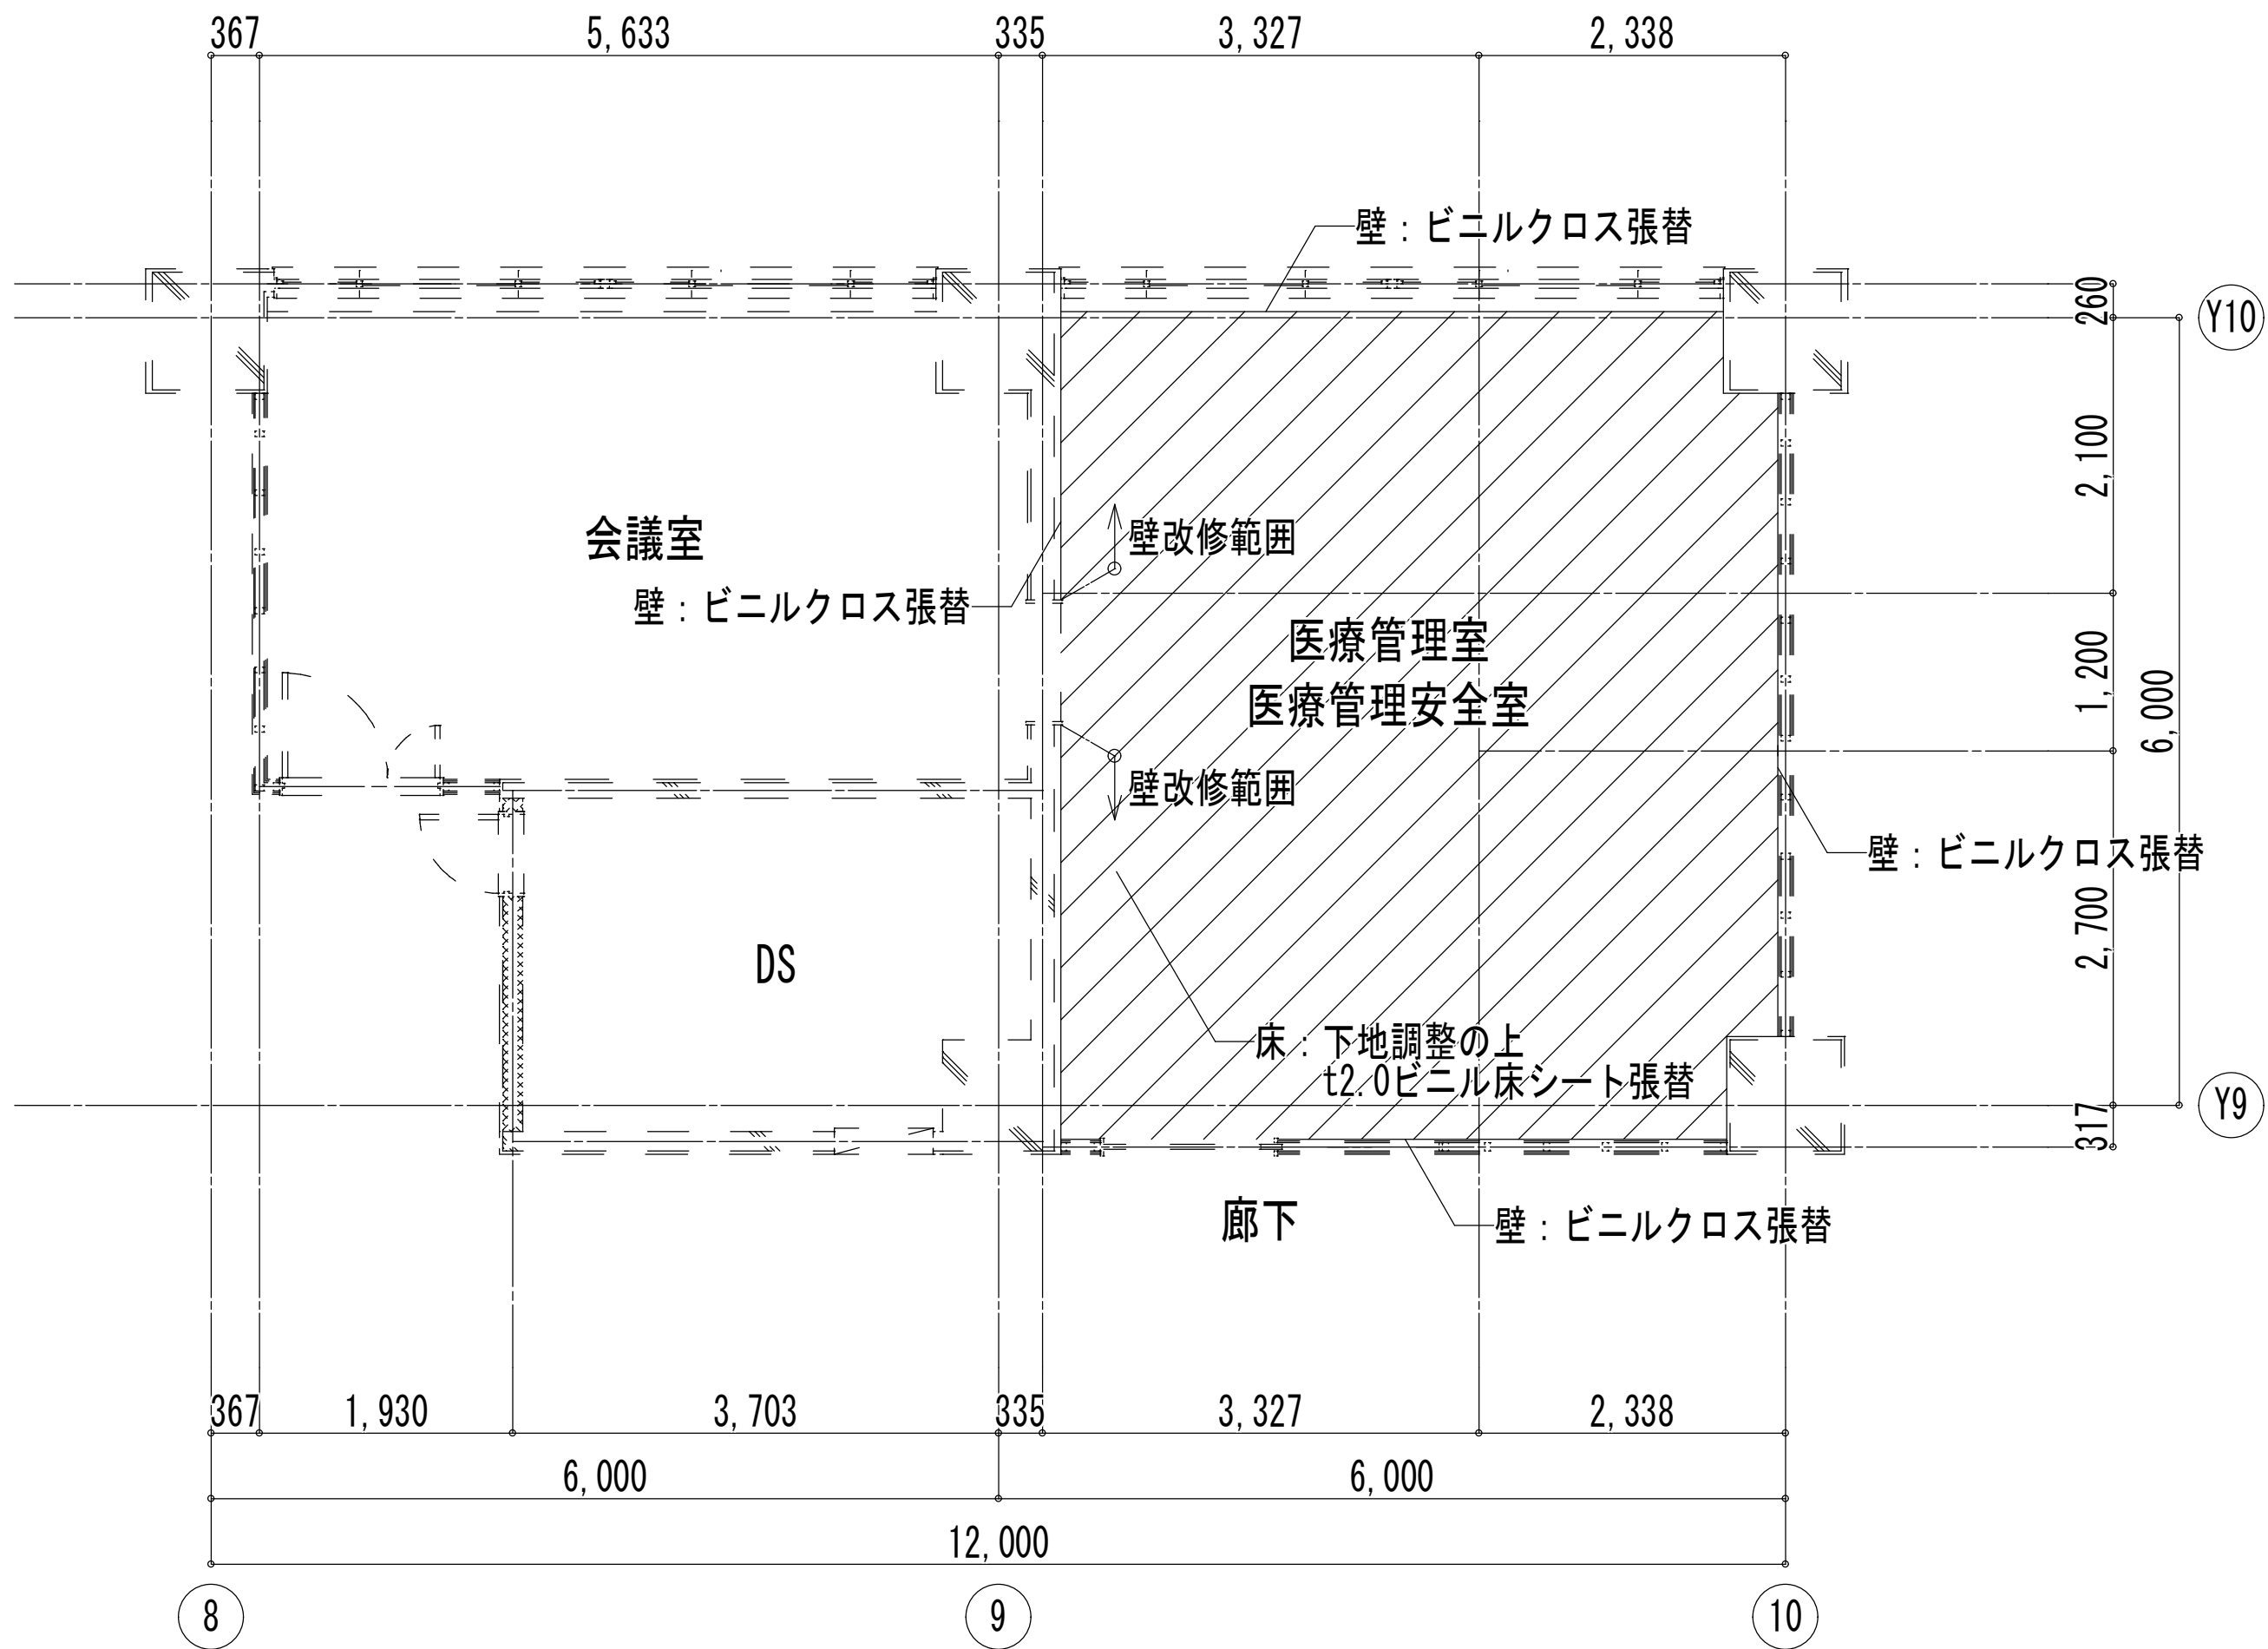 367 5,633 335 3,327 2,338
壁：ビニルクロス張替
260
Y10
2,100
会議室
壁改修範囲
壁：ビニルクロス張替
医療管理室
医療管理安全室
1,200
6,000
壁改修範囲
壁：ビニルクロス張替
2,700
DS
床：下地調整の上
t2.0ビニル床シート張替
Y9
317
廊下
壁：ビニルクロス張替
367 1,930 3,703 335 3,327 2,338
6,000 6,000
12,000
8 9 10